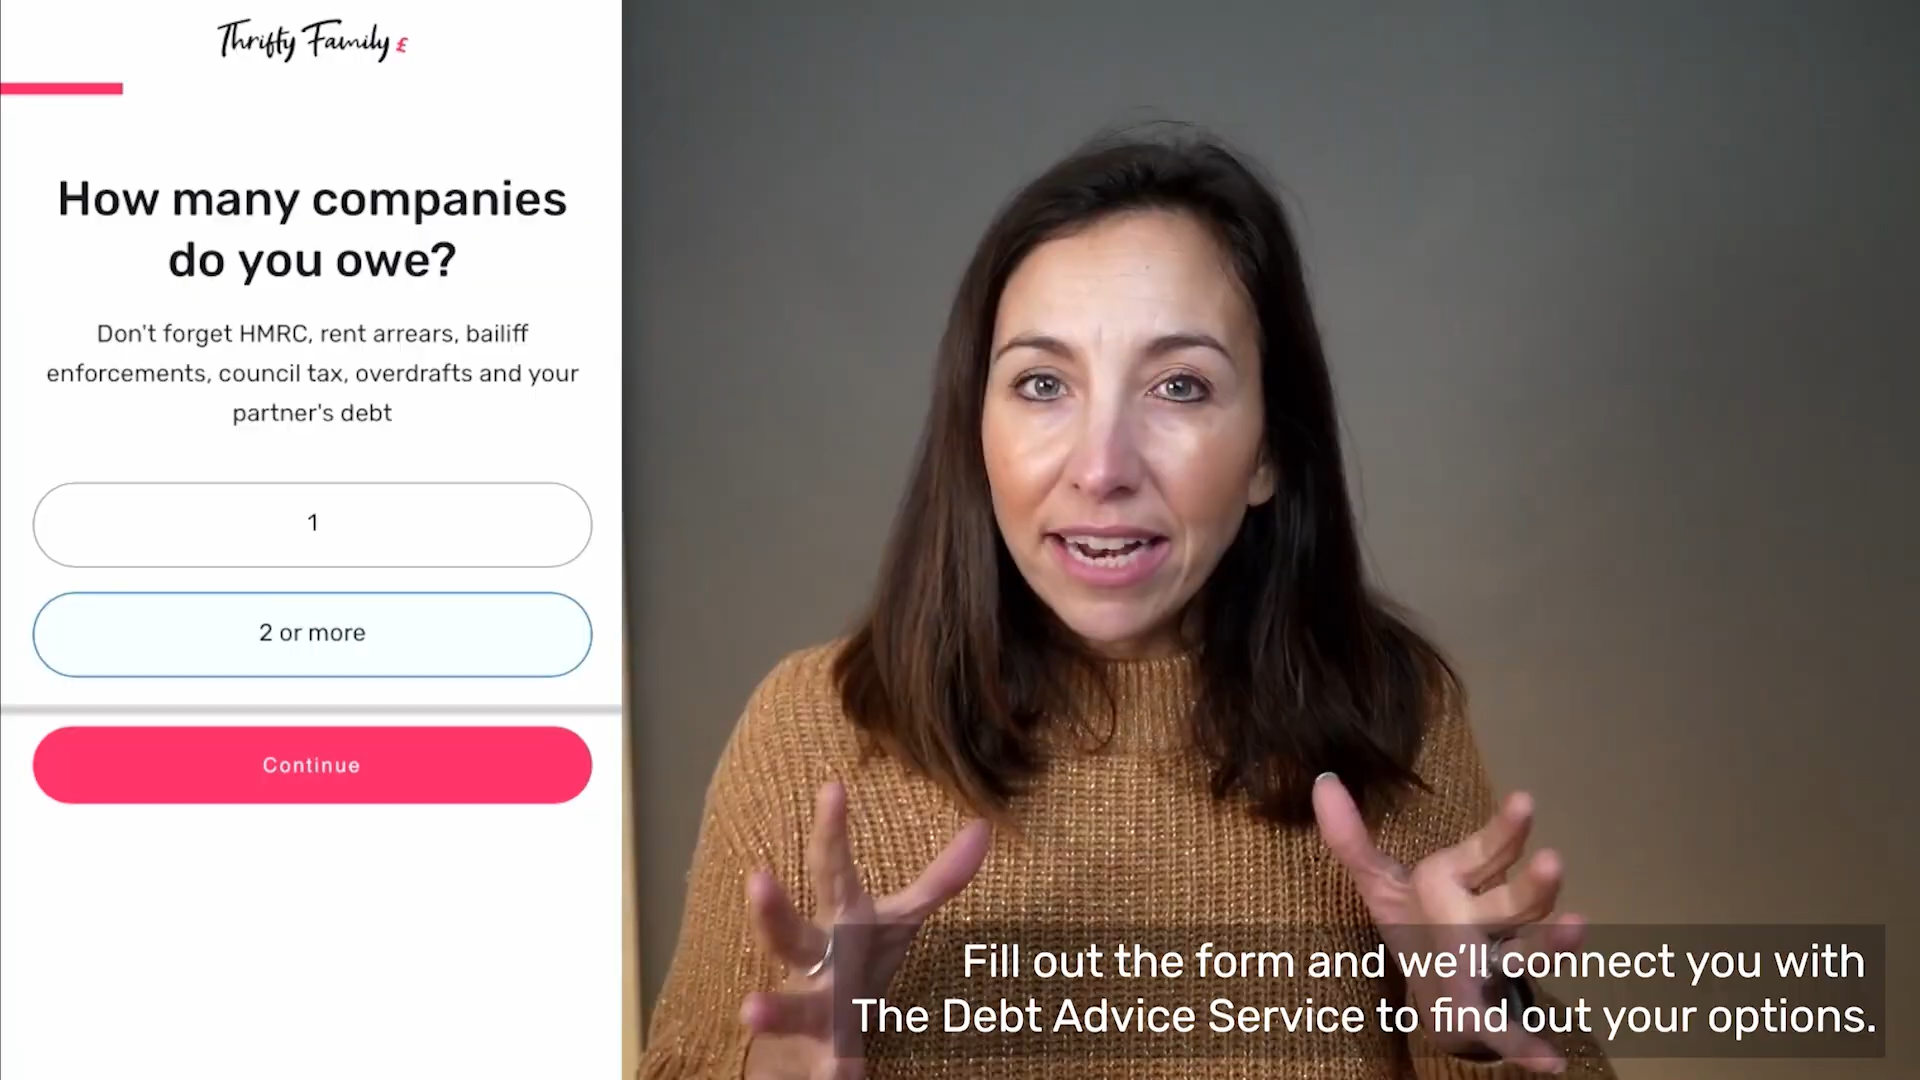 Thrifty Family £
How many companies
do you owe?
Don't forget HMRC, rent arrears, bailiff
enforcements, council tax, overdrafts and your
partner's debt
1
2 or more
Continue
Fill out the form and we’ll connect you with
The Debt Advice Service to find out your options.